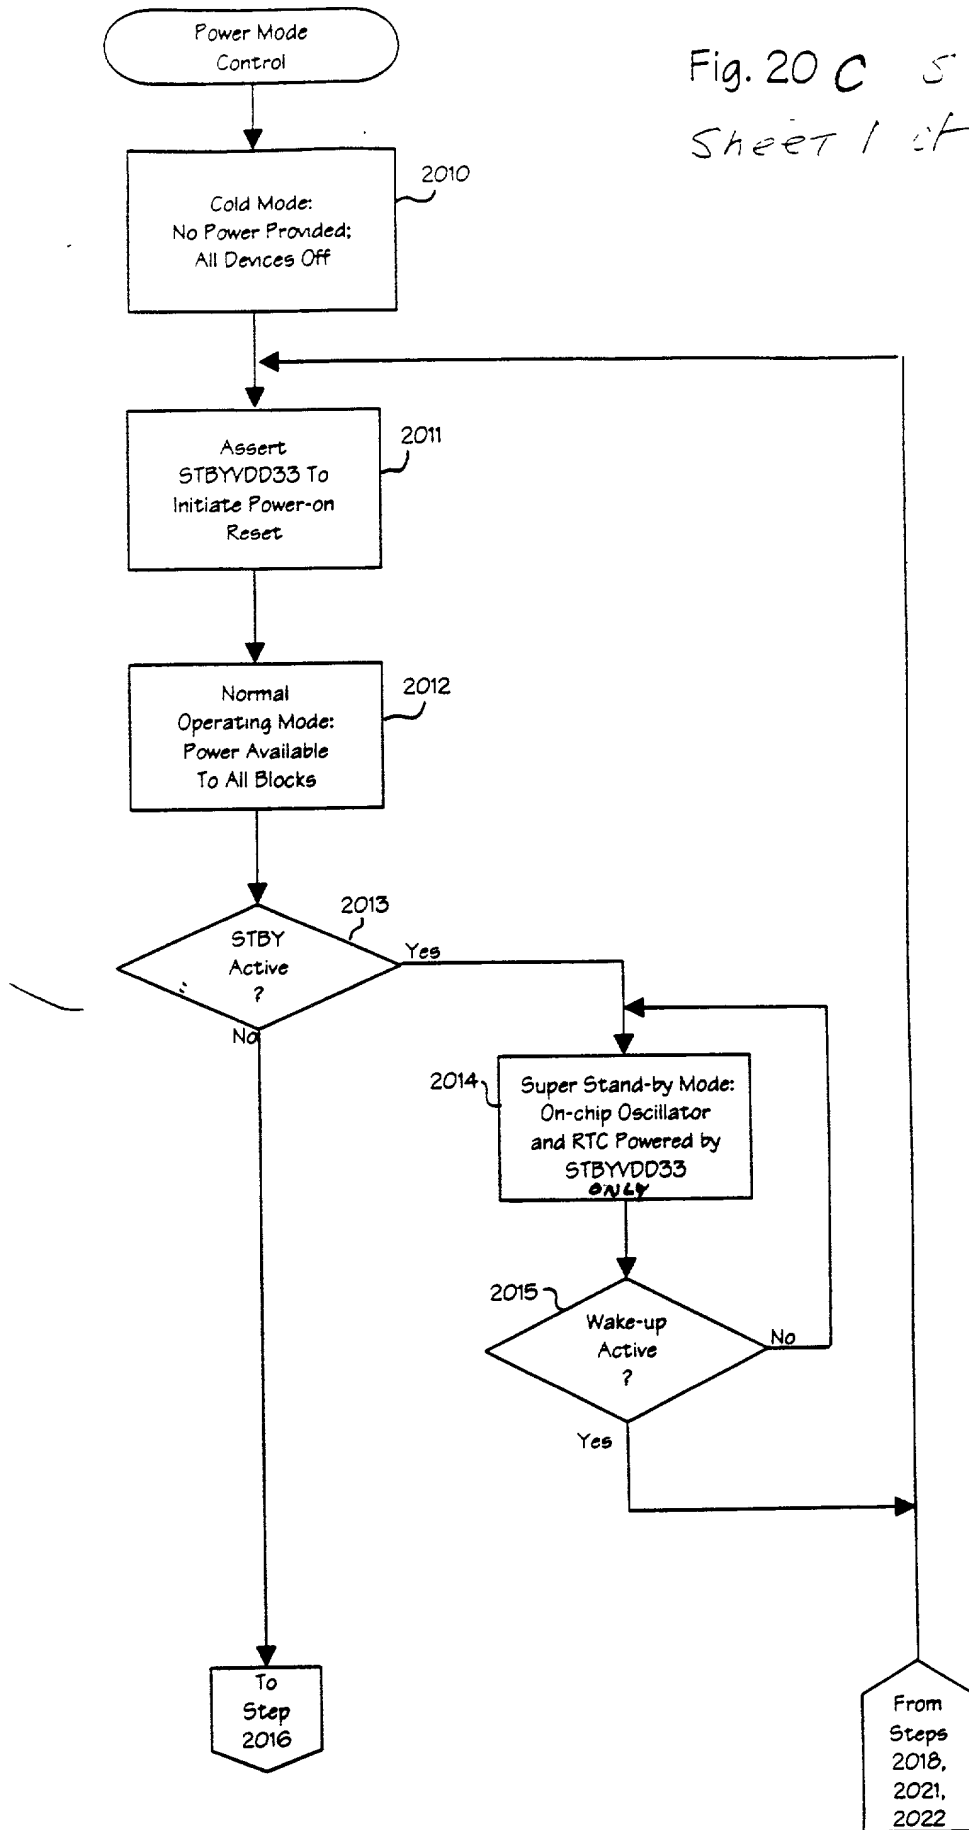 Power Mode
Control
Fig. 20 C S
Sheet 1
2010
Cold Mode:
No Power Provided;
All Devices Off
2011
Assert
STBYVDD33 To
Initiate Power-on
Reset
2012
Normal
Operating Mode:
Power Available
To All Blocks
2013
STBY
Active
?
Yes
No
2014
Super Stand-by Mode:
On-chip Oscillator
and RTC Powered by
STBYVDD33
ONLY
2015
Wake-up
Active
?
No
Yes
To
Step
2016
From
Steps
2018,
2021,
2022